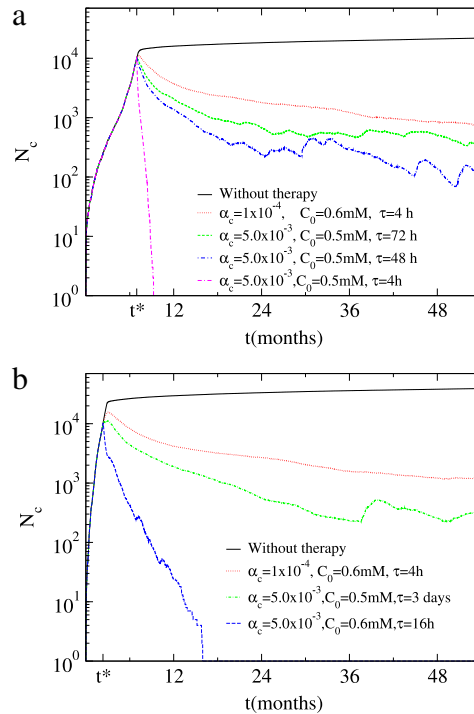 a
10^4
10^3
10^2
10^1
10^0
N_c
Without therapy
α_c=1x10^-4, C_0=0.6mM, τ=4 h
α_c=5.0x10^-3, C_0=0.5mM, τ=72 h
α_c=5.0x10^-3, C_0=0.5mM, τ=48 h
α_c=5.0x10^-3,C_0=0.5mM, τ=4h
t* 12 24 36 48
t(months)
b
10^4
10^3
10^2
10^1
10^0
N_c
Without therapy
α_c=1x10^-4, C_0=0.6mM, τ=4h
α_c=5.0x10^-3,C_0=0.5mM,τ=3 days
α_c=5.0x10^-3,C_0=0.6mM,τ=16h
t* 12 24 36 48
t(months)